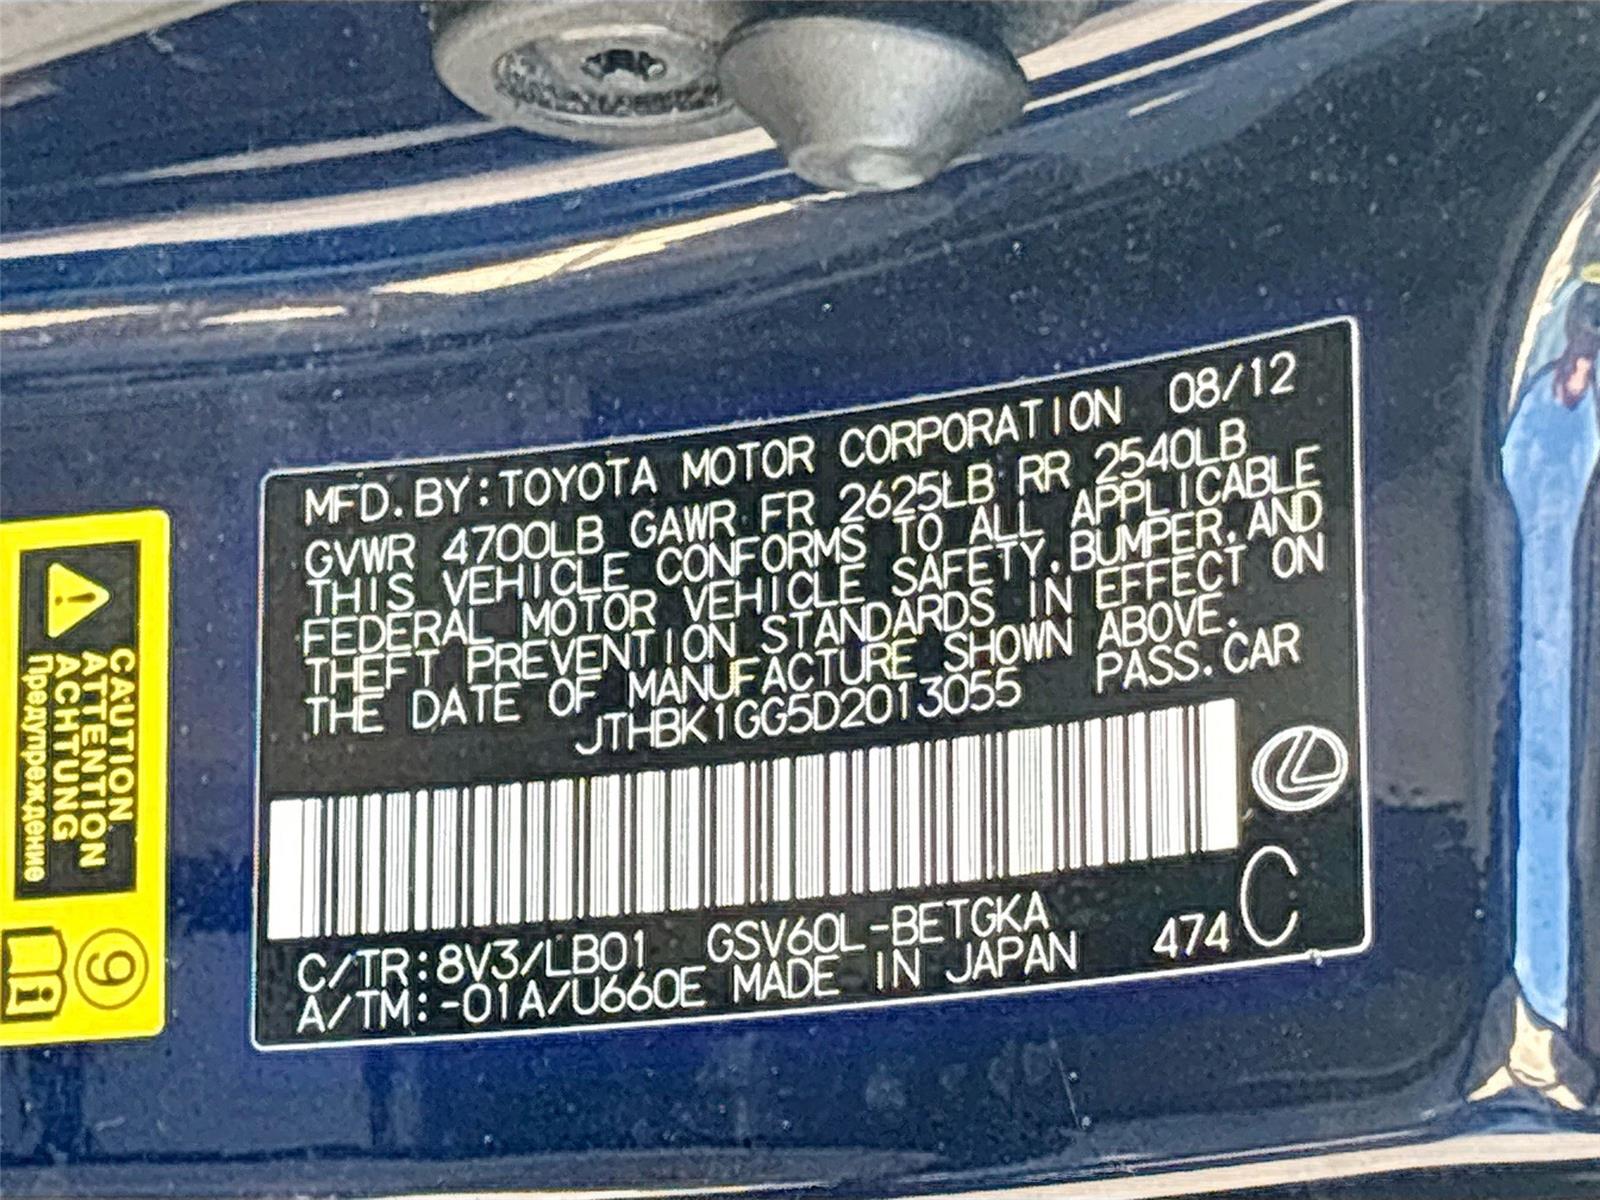 MFD. BY: TOYOTA MOTOR CORPORATION 08/12
GVWR 4700LB GAWR FR 2625LB RR 2540LB
THIS VEHICLE CONFORMS TO ALL APPLICABLE
FEDERAL MOTOR VEHICLE SAFETY, BUMPER, AND
THEFT PREVENTION STANDARDS IN EFFECT ON
THE DATE OF MANUFACTURE SHOWN ABOVE.
JTHBK1GG5D2013055 PASS. CAR
C/TR: 8V3/LB01 GSV60L-BETGKA
A/TM: -01A/U660E MADE IN JAPAN 474 C
CAUTION
ATTENTION
ACHTUNG
Предупреждение
9